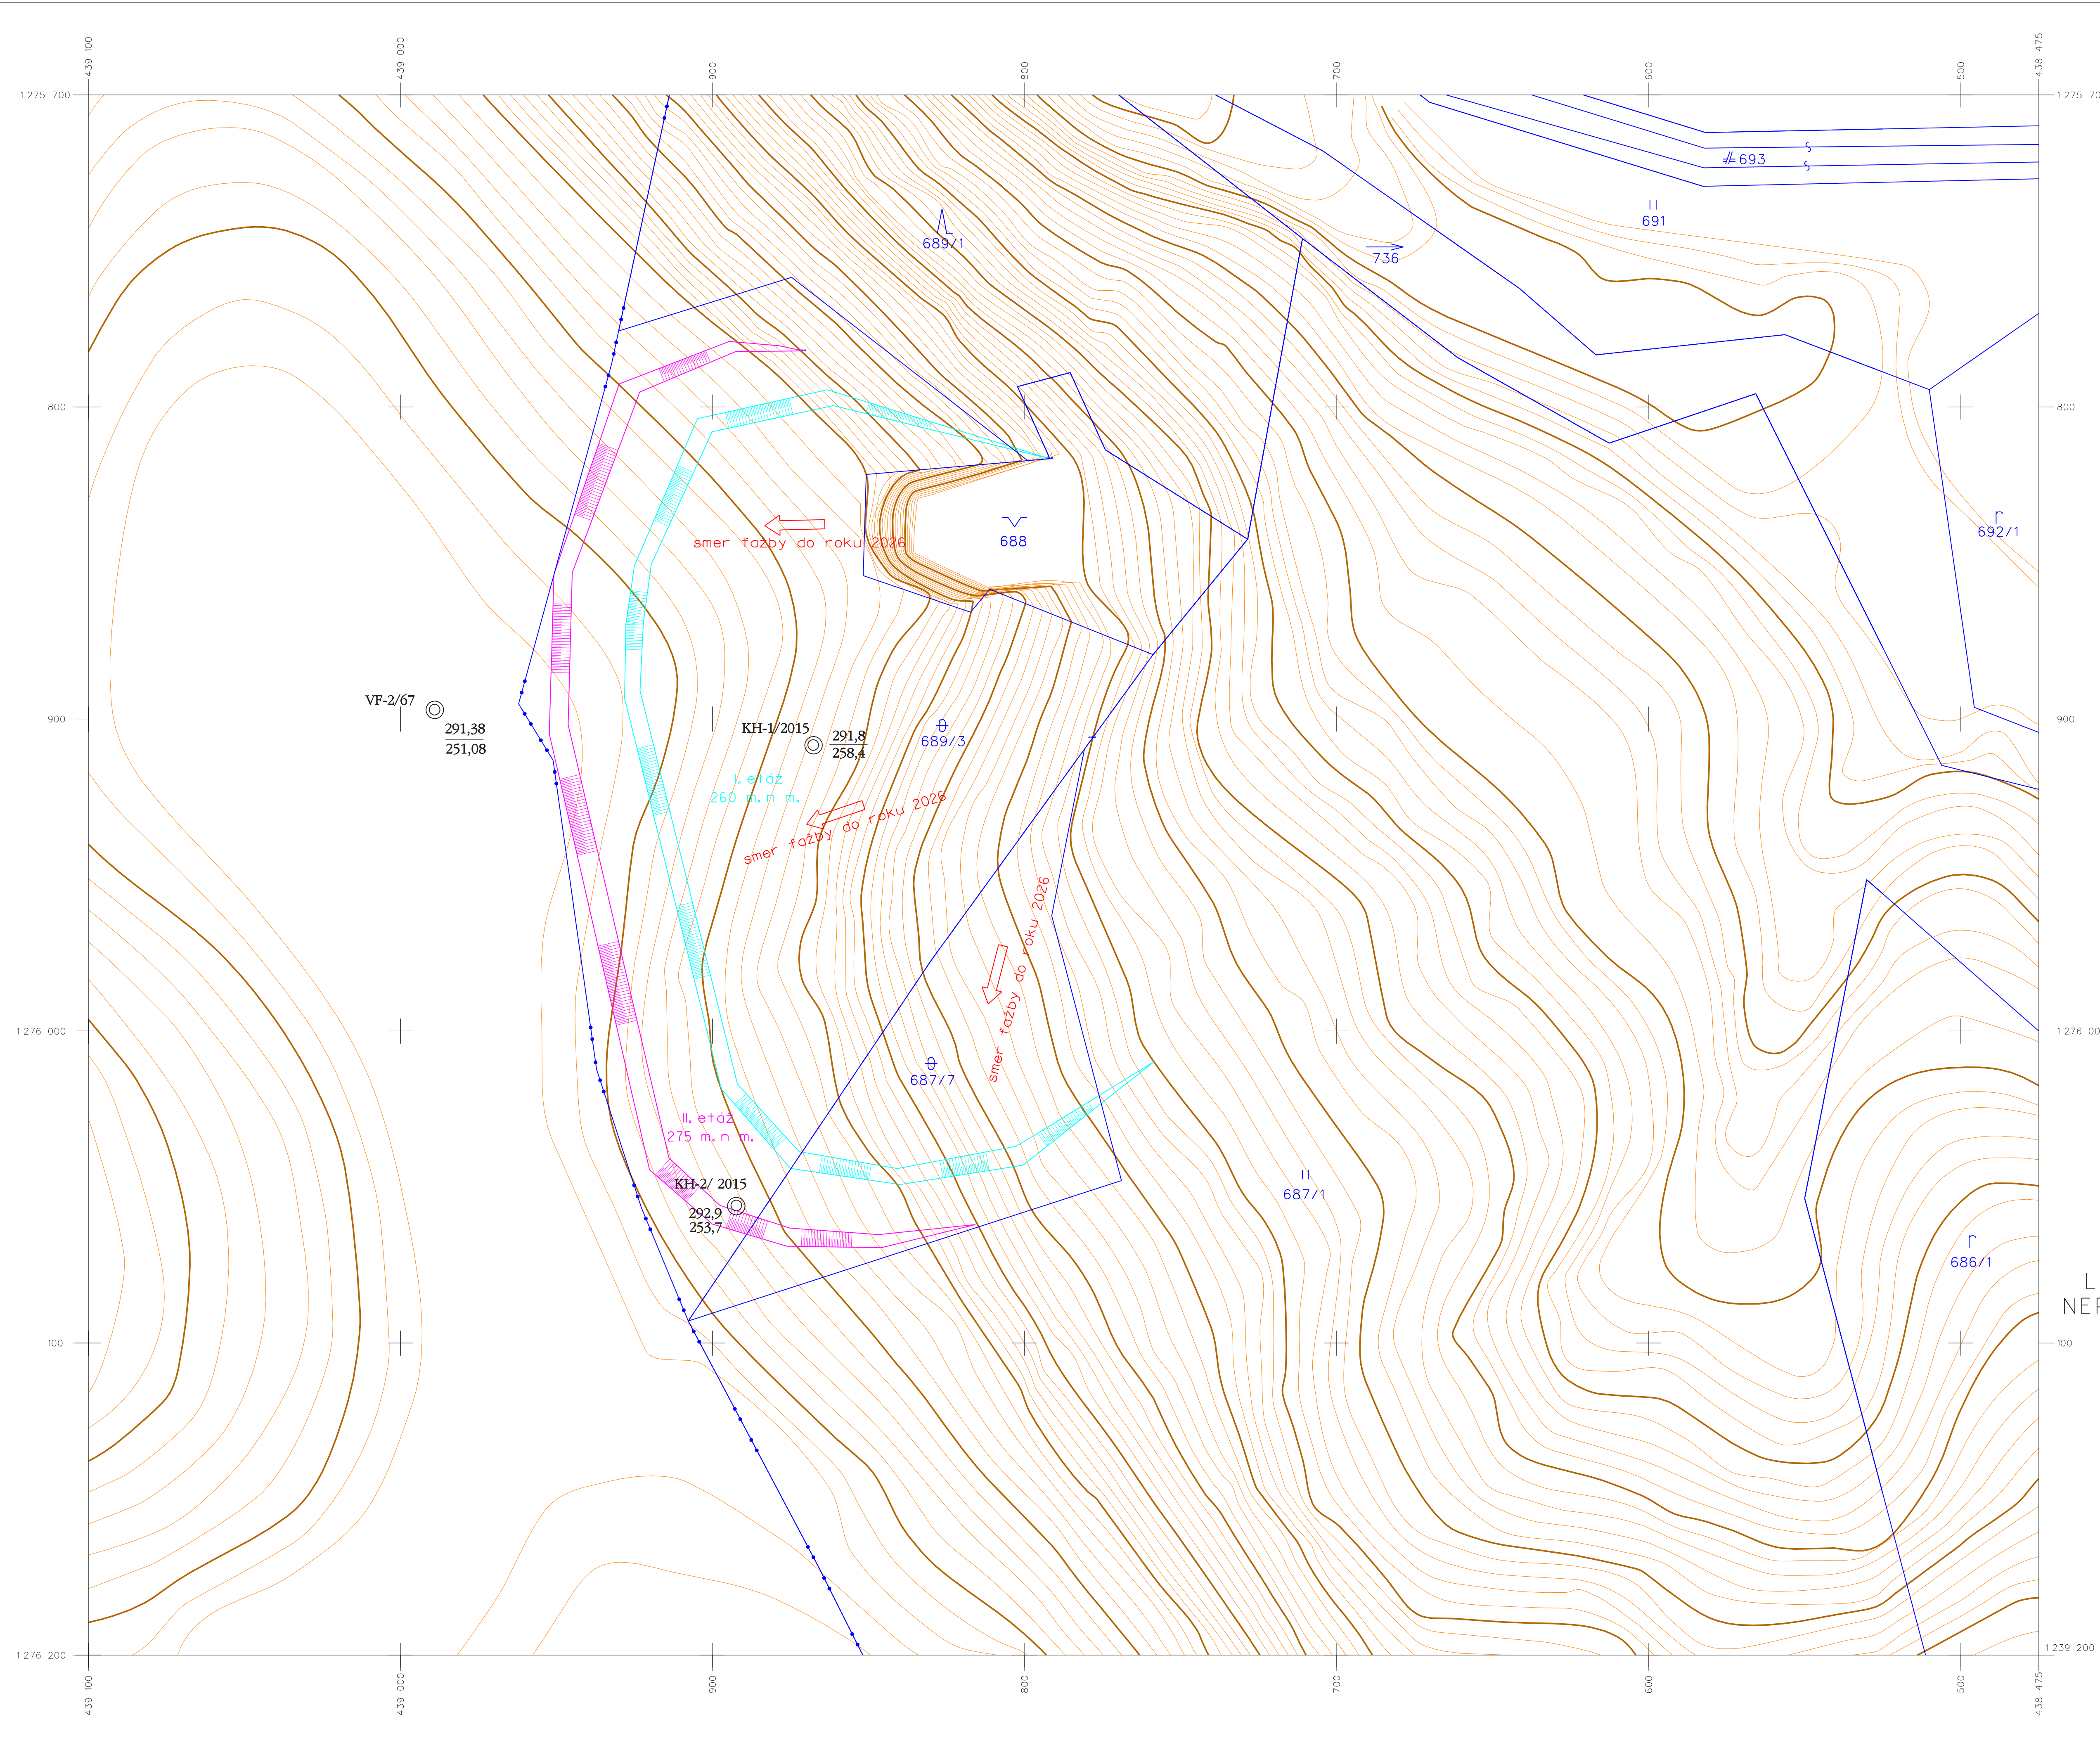 439 100
439 000
900
800
700
600
500
438 475
1 275 700
1 275 70
693
691
689/1
736
800
800
r
692/1
688
smer ťažby do roku 2026
VF-2/67
291,38
251,08
900
900
KH-1/2015
291,8
258,4
689/3
I. etáž
260 m. n m.
smer ťažby do roku 2026
smer ťažby do roku 2026
1 276 000
1 276 00
687/7
II. etáž
275 m. n m.
KH-2/ 2015
292,9
253,7
687/1
r
686/1
L
NEP
100
100
1 276 200
1 239 200
439 100
439 000
900
800
700
600
500
438 475